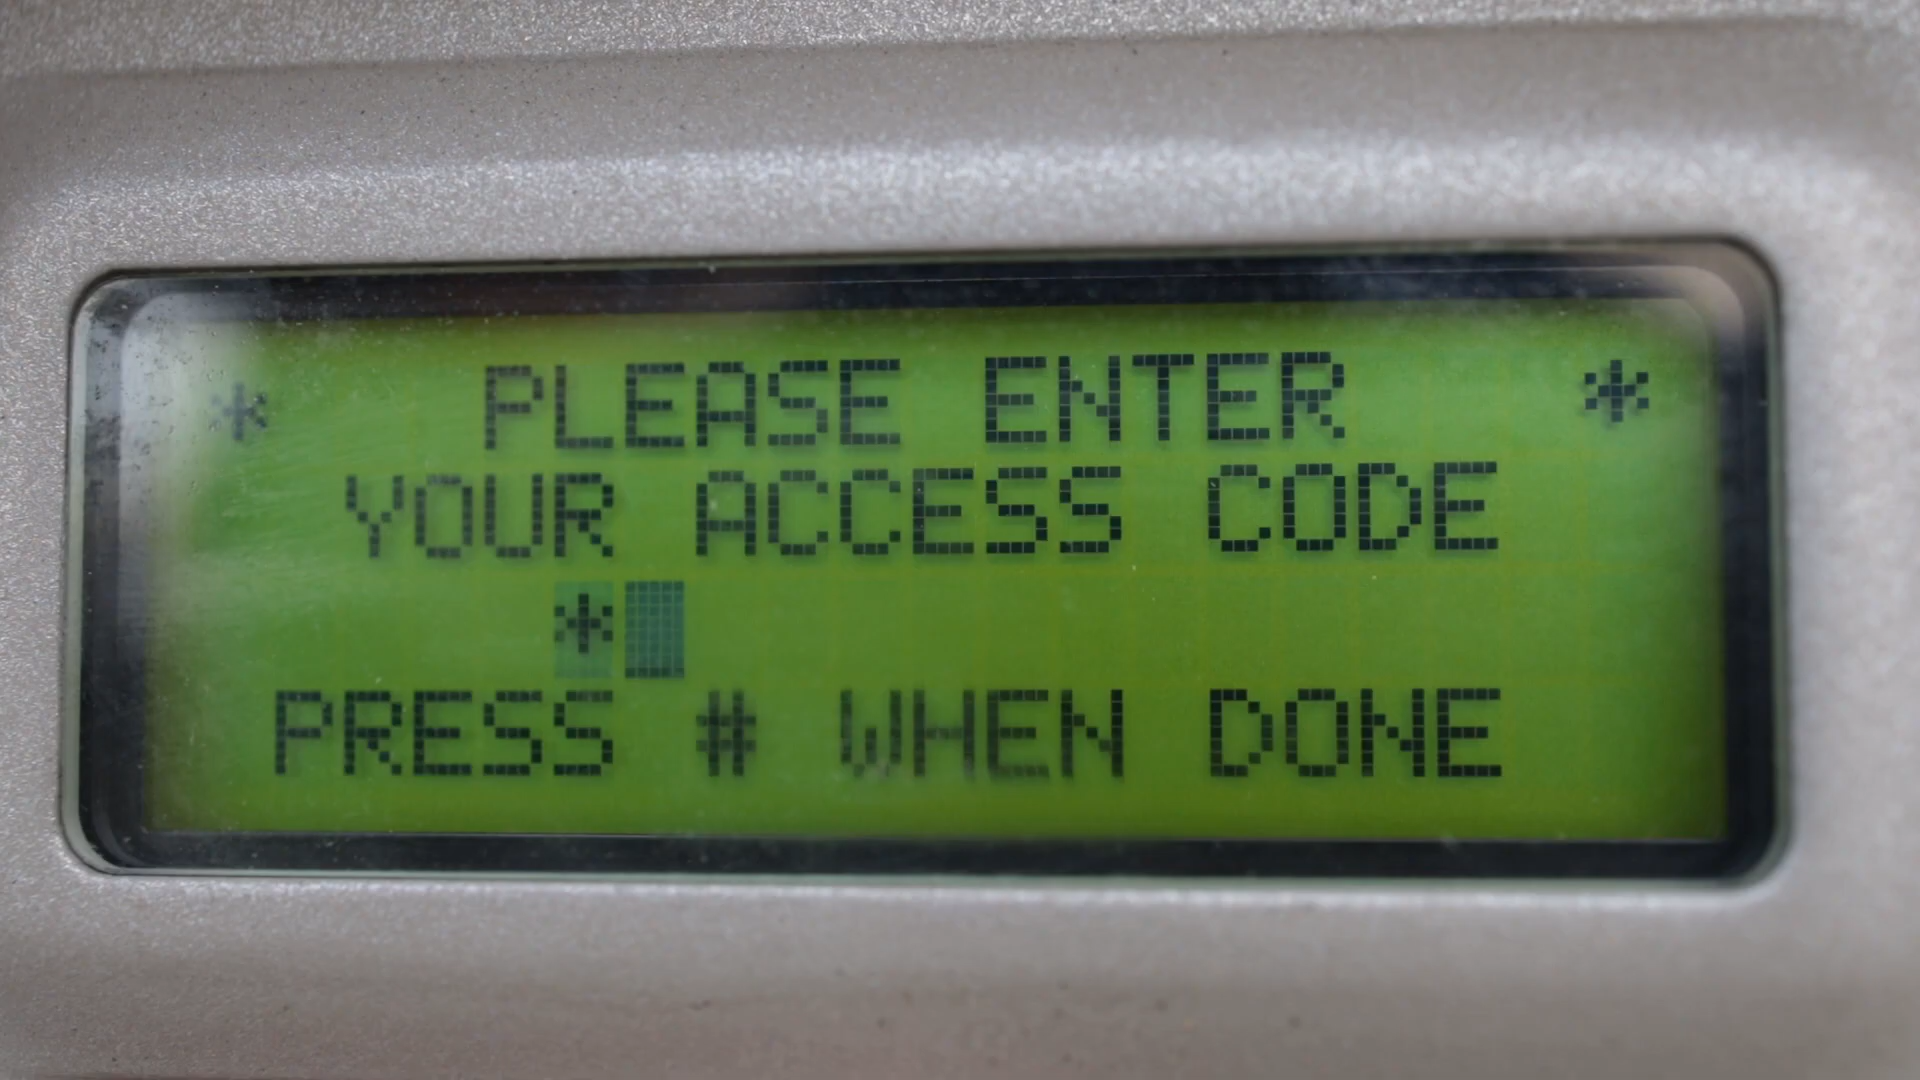 * PLEASE ENTER *
YOUR ACCESS CODE
*
PRESS # WHEN DONE